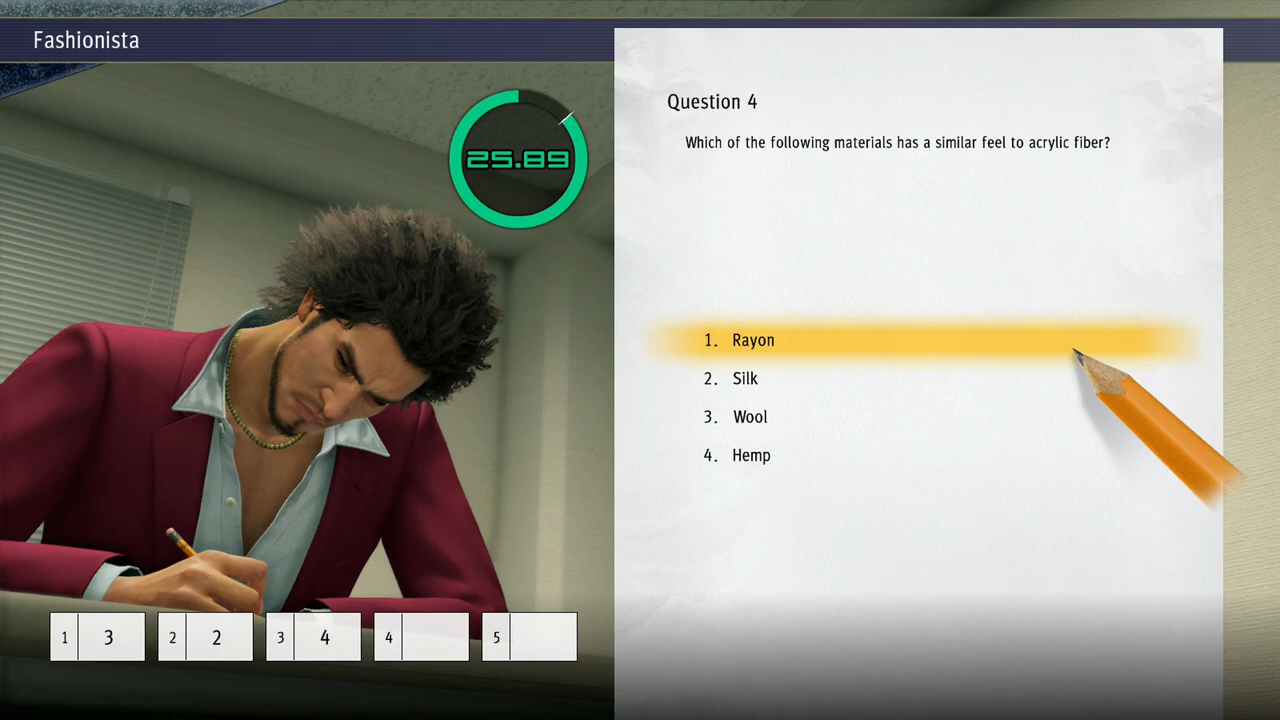 Fashionista
25.89
Question 4
Which of the following materials has a similar feel to acrylic fiber?
1. Rayon
2. Silk
3. Wool
4. Hemp
1 3 2 2 3 4 4 5